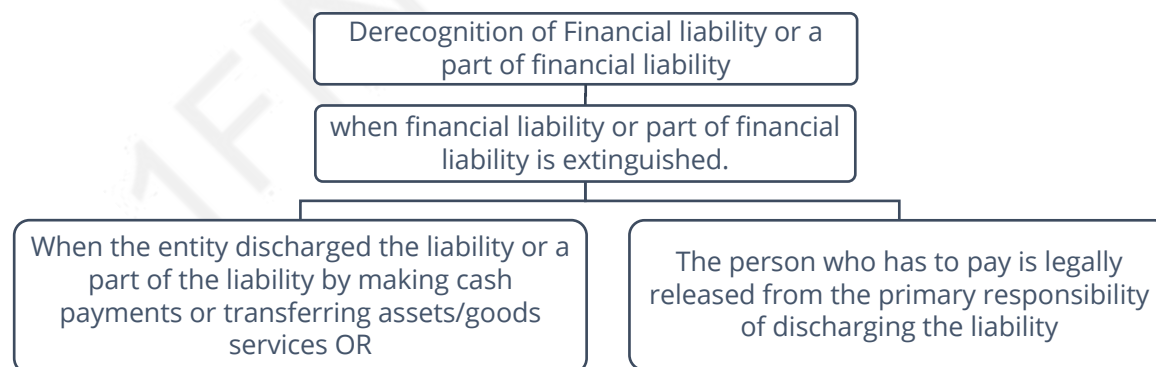 Derecognition of Financial liability or a
part of financial liability
when financial liability or part of financial
liability is extinguished.
When the entity discharged the liability or a
part of the liability by making cash
payments or transferring assets/goods
services OR
The person who has to pay is legally
released from the primary responsibility
of discharging the liability